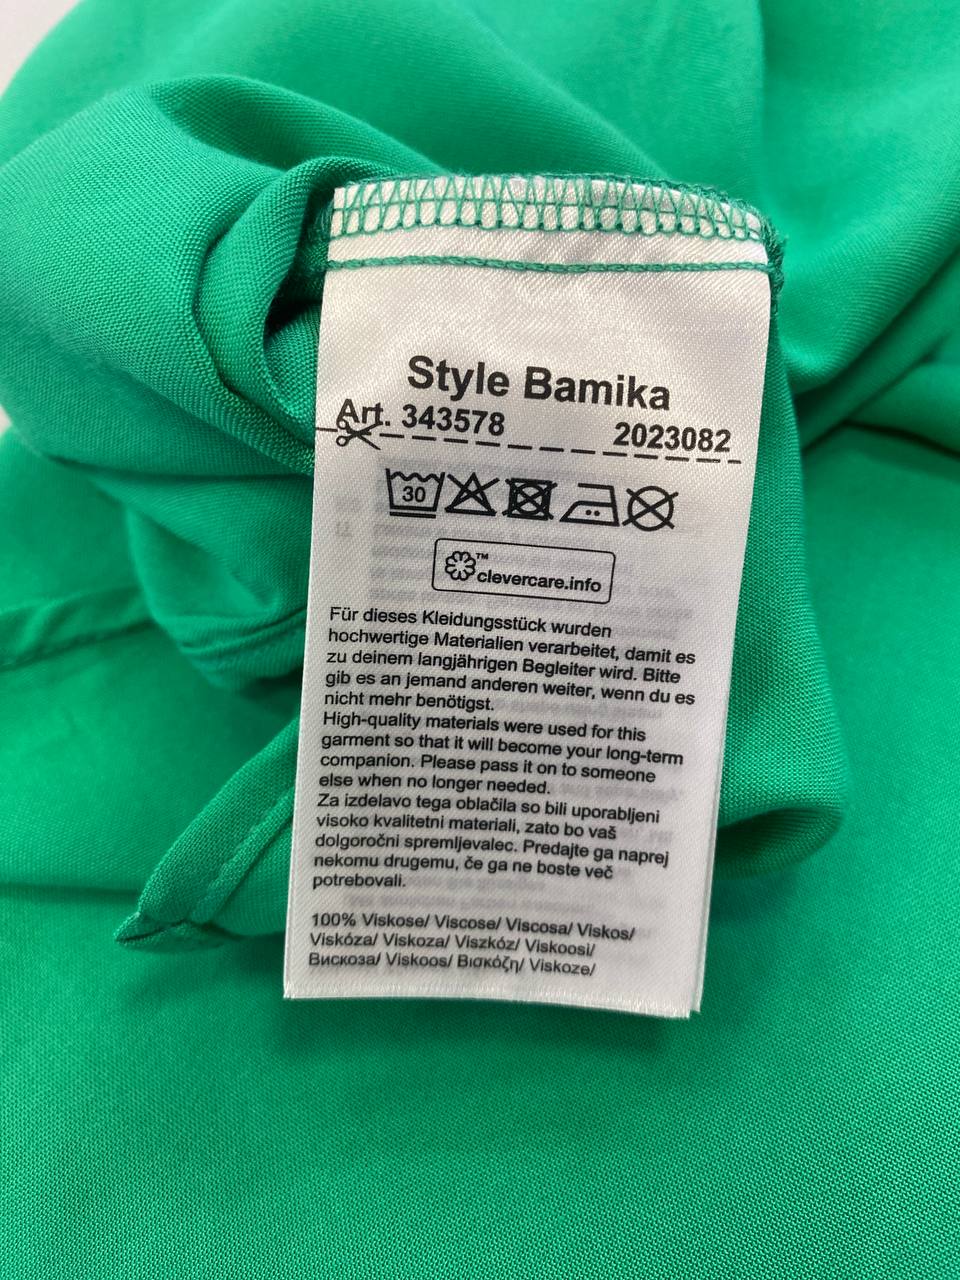 Style Bamika
Art. 343578 2023082
30
™
clevercare.info
Für dieses Kleidungsstück wurden
hochwertige Materialien verarbeitet, damit es
zu deinem langjährigen Begleiter wird. Bitte
gib es an jemand anderen weiter, wenn du es
nicht mehr benötigst.
High-quality materials were used for this
garment so that it will become your long-term
companion. Please pass it on to someone
else when no longer needed.
Za izdelavo tega oblačila so bili uporabljeni
visoko kvalitetni materiali, zato bo vaš
dolgoročni spremljevalec. Predajte ga naprej
nekomu drugemu, če ga ne boste več
potrebovali.
100% Viskose/ Viscose/ Viscosa/ Viskos/
Viskóza/ Viskoza/ Viszkóz/ Viskoosi/
Вискоза/ Viskoos/ Βισκόζη/ Viskoze/